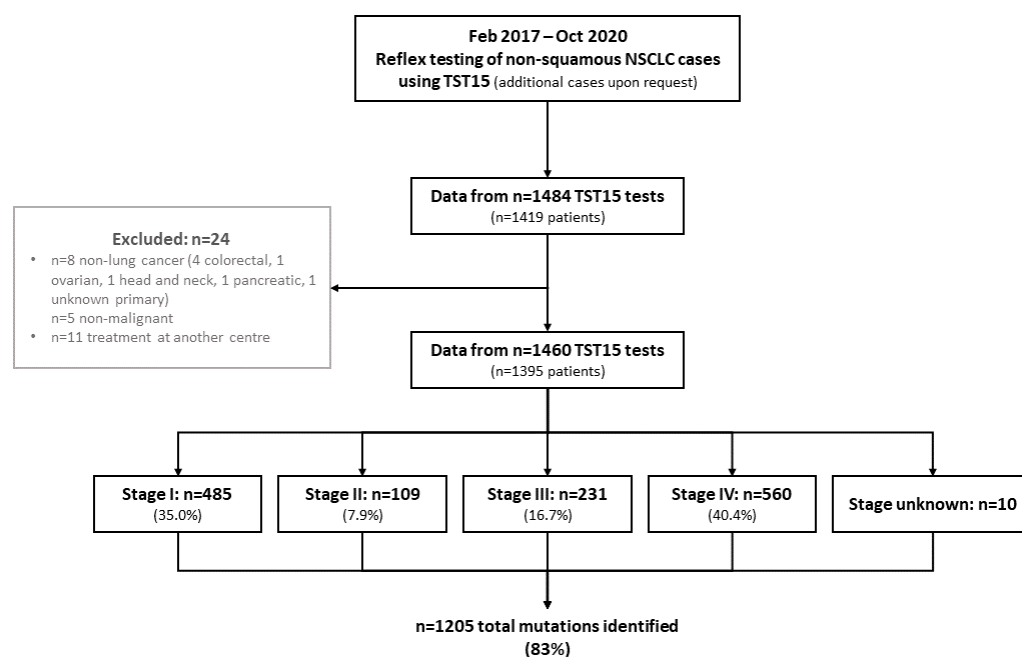 Feb 2017 – Oct 2020
Reflex testing of non-squamous NSCLC cases
using TST15 (additional cases upon request)
Data from n=1484 TST15 tests
(n=1419 patients)
Excluded: n=24
• n=8 non-lung cancer (4 colorectal, 1
ovarian, 1 head and neck, 1 pancreatic, 1
unknown primary)
n=5 non-malignant
• n=11 treatment at another centre
Data from n=1460 TST15 tests
(n=1395 patients)
Stage I: n=485
(35.0%)
Stage II: n=109
(7.9%)
Stage III: n=231
(16.7%)
Stage IV: n=560
(40.4%)
Stage unknown: n=10
n=1205 total mutations identified
(83%)